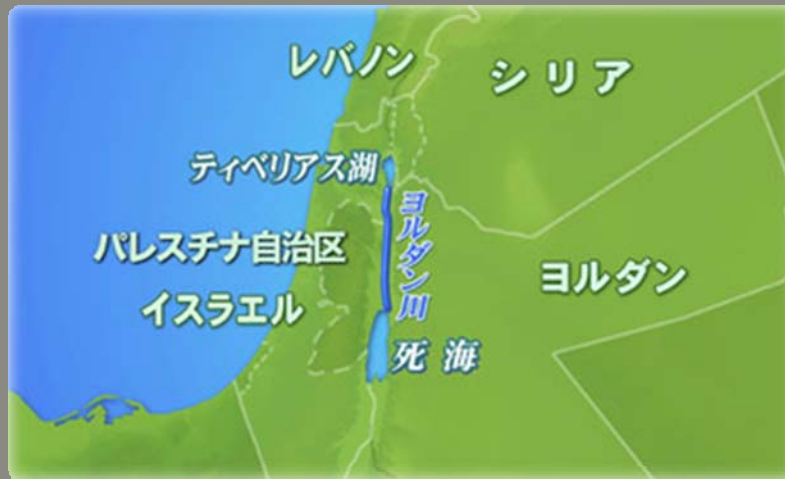 レバノン
シリア
ティベリアス湖
ヨルダン川
パレスチナ自治区
ヨルダン
イスラエル
死海